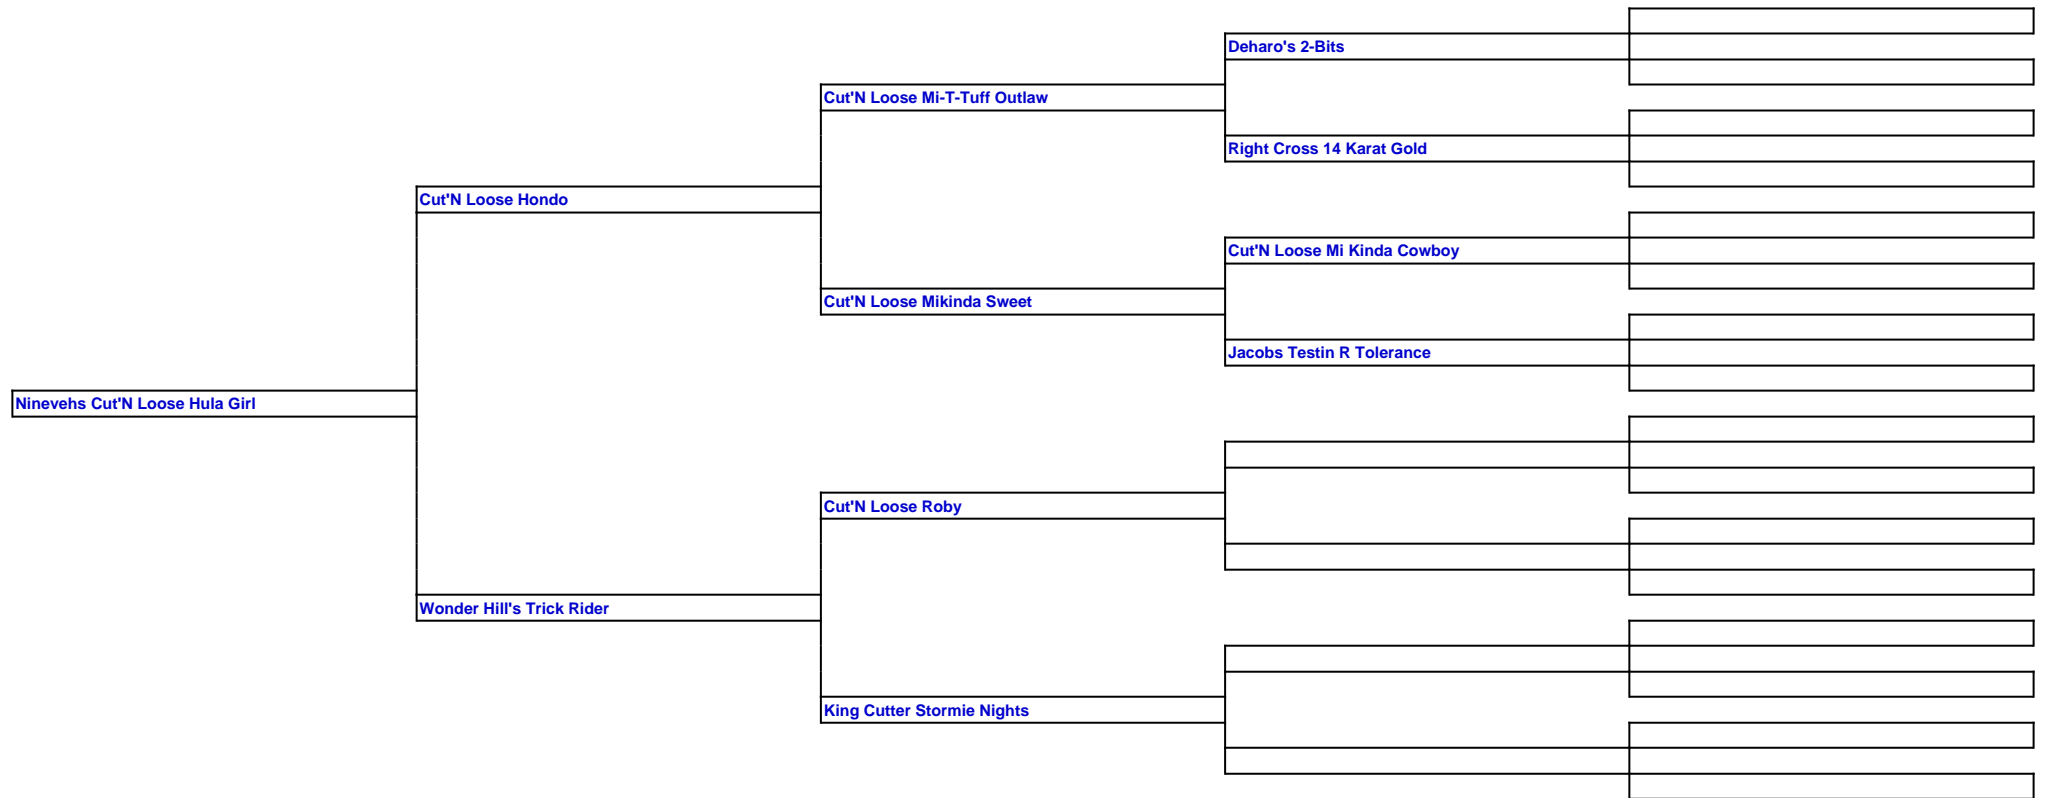 Deharo's 2-Bits
Cut'N Loose Mi-T-Tuff Outlaw
Right Cross 14 Karat Gold
Cut'N Loose Hondo
Cut'N Loose Mi Kinda Cowboy
Cut'N Loose Mikinda Sweet
Jacobs Testin R Tolerance
Ninevehs Cut'N Loose Hula Girl
Cut'N Loose Roby
Wonder Hill's Trick Rider
King Cutter Stormie Nights